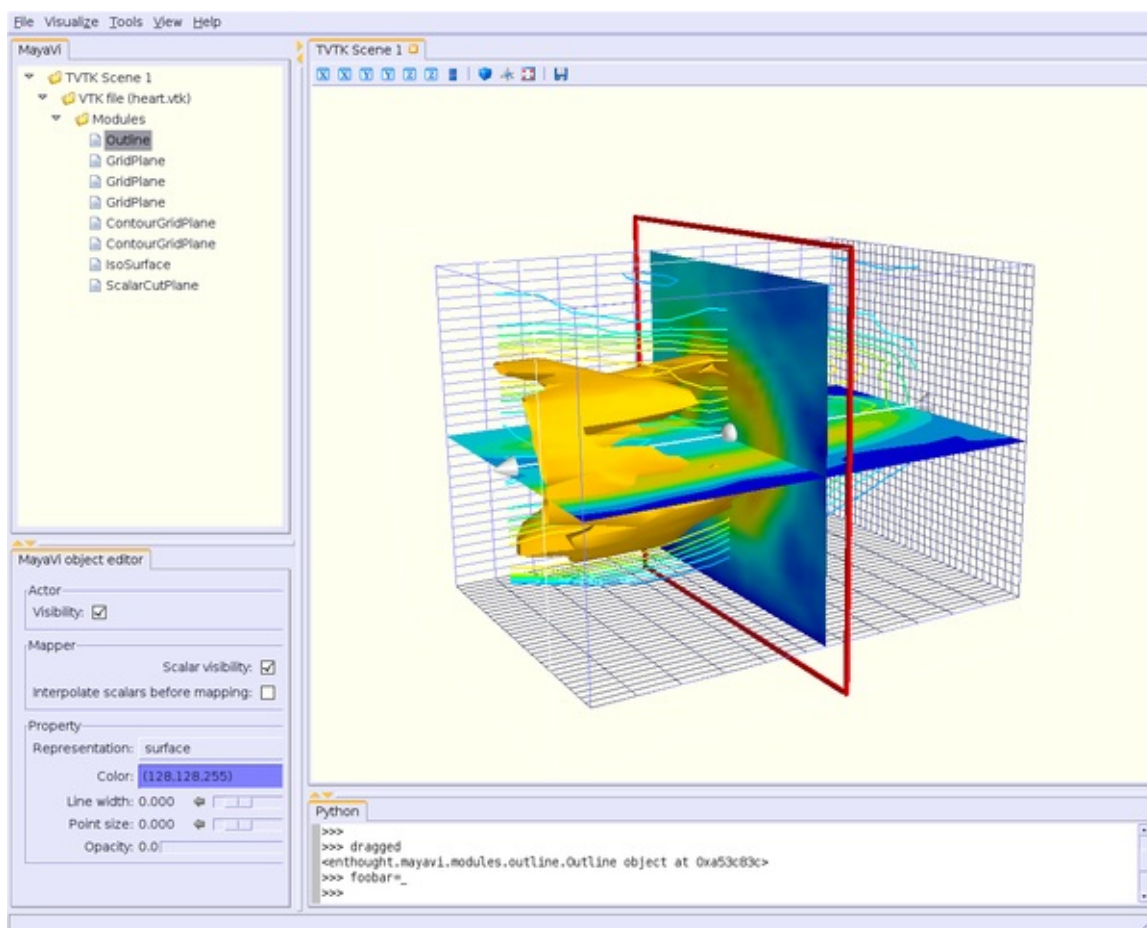 File Visualize Tools View Help
MayaVi
TVTK Scene 1
VTK file (heart.vtk)
Modules
Outline
GridPlane
GridPlane
GridPlane
ContourGridPlane
ContourGridPlane
IsoSurface
ScalarCutPlane
TVTK Scene 1
X X Y Y Z Z
MayaVi object editor
Actor
Visibility:
Mapper
Scalar visibility:
Interpolate scalars before mapping:
Property
Representation: surface
Color: (128,128,255)
Line width: 0.000
Point size: 0.000
Opacity: 0.0
Python
>>>
>>> dragged
<enthought.mayavi.modules.outline.Outline object at 0xa53c83c>
>>> foobar=_
>>>